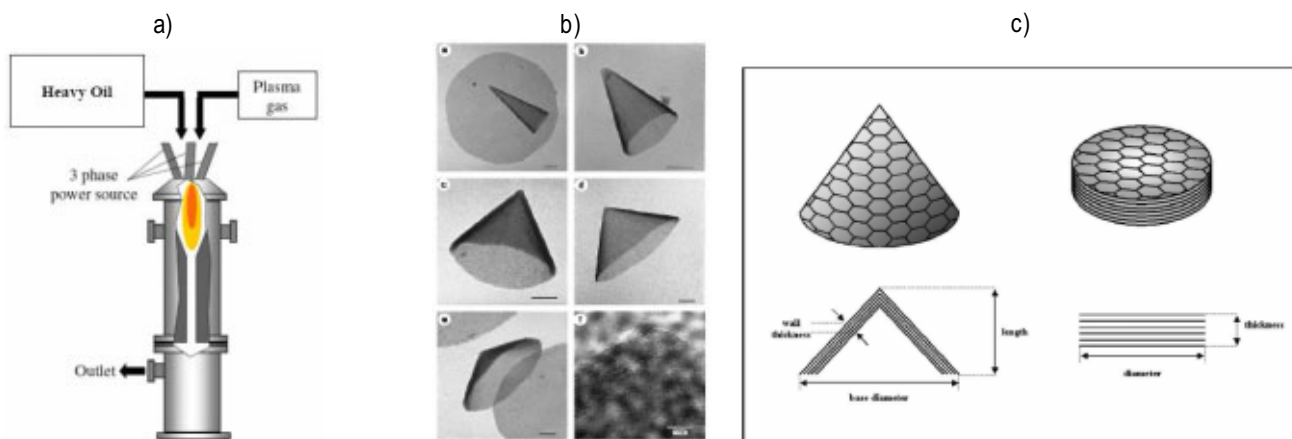 a)
b)
c)
Heavy Oil
Plasma
gas
3 phase
power source
Outlet
a
b
c
d
e
f
wall
thickness
length
base diameter
thickness
diameter